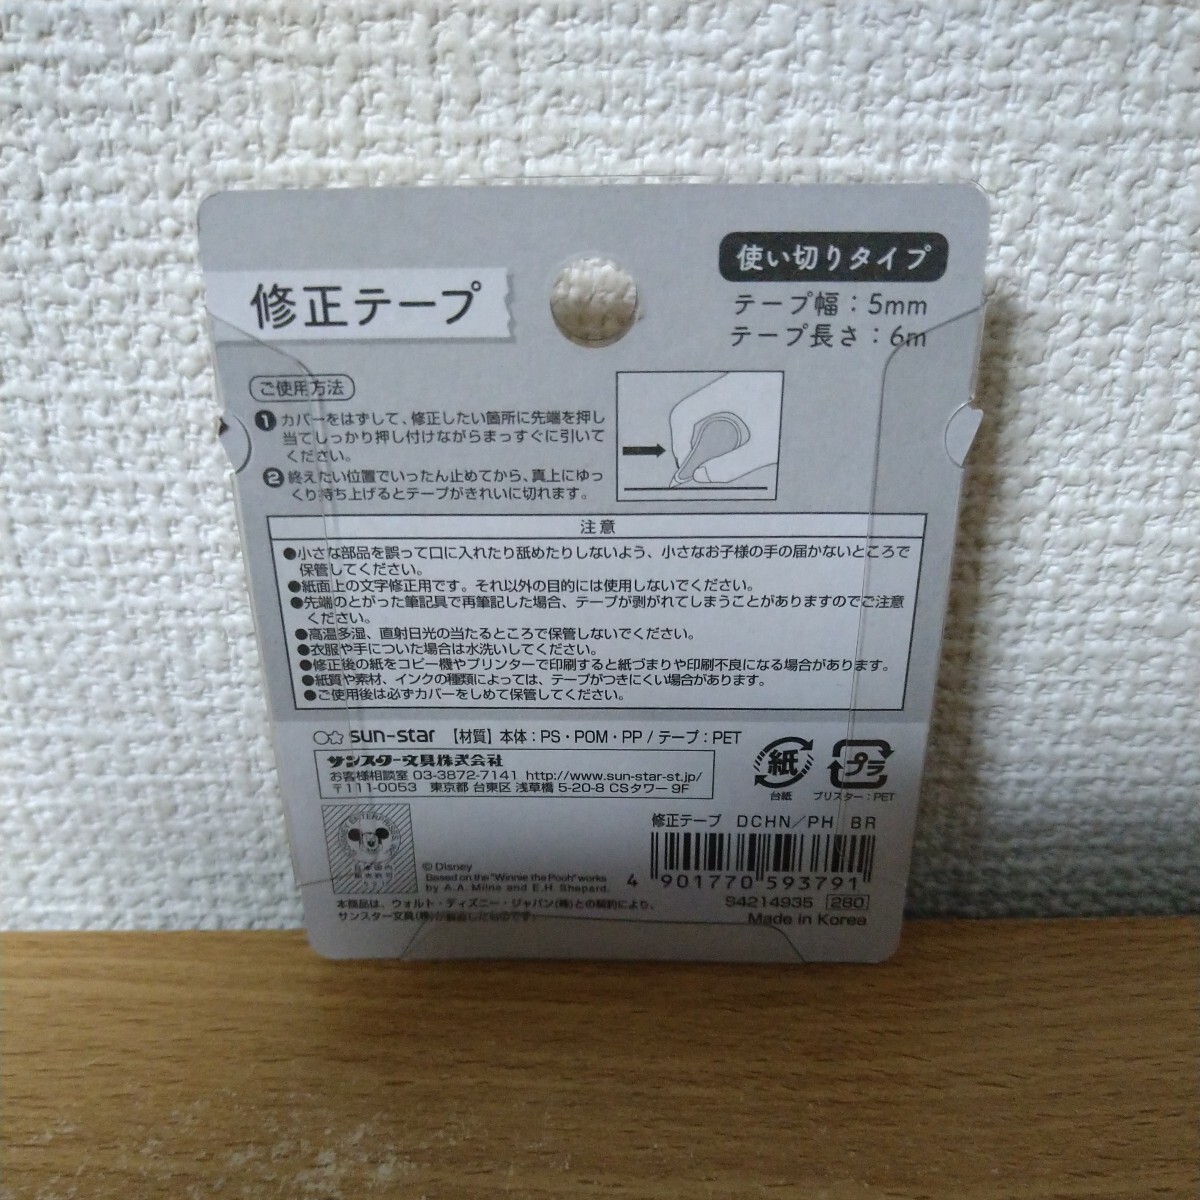 修正テープ
使い切りタイプ
テープ幅：5mm
テープ長さ：6m
ご使用方法
1 カバーをはずして、修正したい箇所に先端を押し
当てしっかり押し付けながらまっすぐに引いて
ください。
2 終えたい位置でいったん止めてから、真上にゆっ
くり持ち上げるとテープがきれいに切れます。
注意
●小さな部品を誤って口に入れたり舐めたりしないよう、小さなお子様の手の届かないところで
保管してください。
●紙面上の文字修正用です。それ以外の目的には使用しないでください。
●先端のとがった筆記具で再筆記した場合、テープが剥がれてしまうことがありますのでご注意
ください。
●高温多湿、直射日光の当たるところで保管しないでください。
●衣服や手についた場合は水洗いしてください。
●修正後の紙をコピー機やプリンターで印刷すると紙づまりや印刷不良になる場合があります。
●紙質や素材、インクの種類によっては、テープがつきにくい場合があります。
●ご使用後は必ずカバーをしめて保管してください。
sun-star 【材質】本体：PS・POM・PP / テープ：PET
サンスター文具株式会社
お客様相談室 03-3872-7141 http://www.sun-star-st.jp/
〒111-0053 東京都 台東区 浅草橋 5-20-8 CSタワー 9F
紙
台紙
プラ
ブリスター：PET
© Disney
Based on the "Winnie the Pooh" works
by A.A. Milne and E.H. Shepard.
本商品は、ウォルト・ディズニー・ジャパン(株)との契約により、
サンスター文具(株)が製造したものです。
修正テープ DCHN/PH BR
4 901770 593791
S4214935 280
Made in Korea